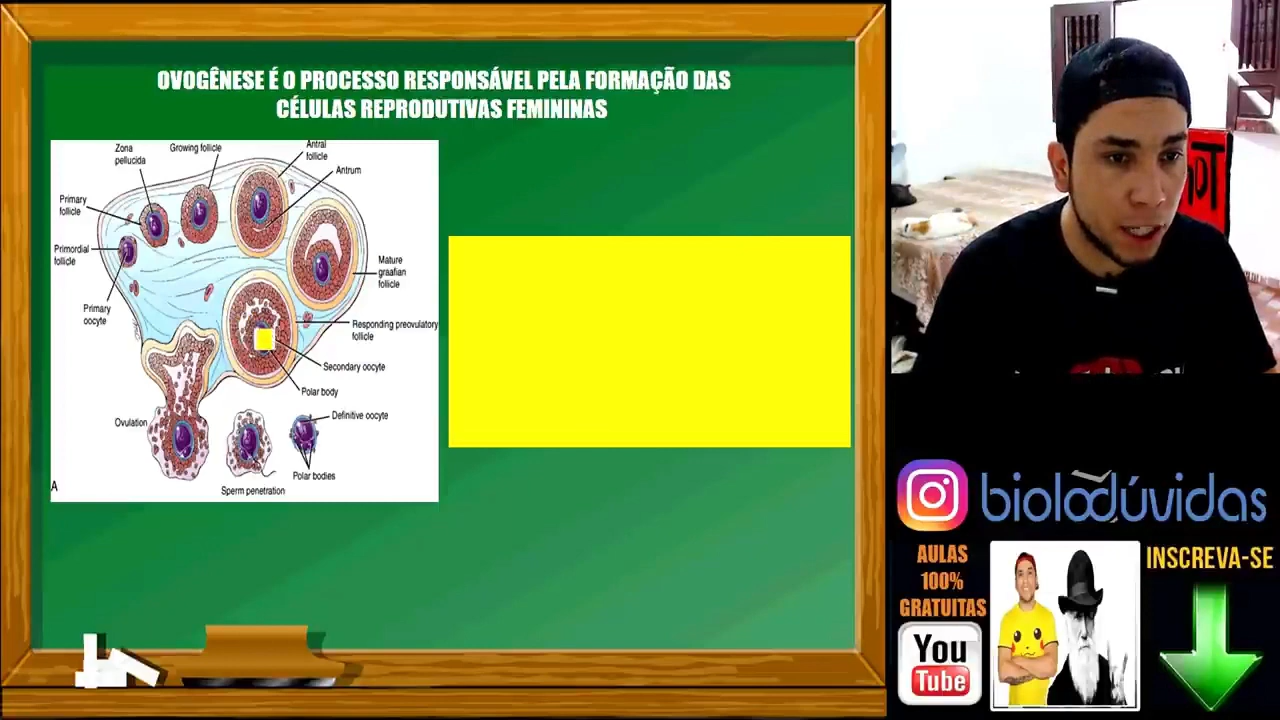 OVOGÊNESE É O PROCESSO RESPONSÁVEL PELA FORMAÇÃO DAS
CÉLULAS REPRODUTIVAS FEMININAS
Zona
pellucida
Growing follicle
Antral
follicle
Antrum
Primary
follicle
Primordial
follicle
Mature
graafian
follicle
Primary
oocyte
Responding preovulatory
follicle
Secondary oocyte
Polar body
Ovulation
Definitive oocyte
Polar bodies
Sperm penetration
A
biolodúvidas
AULAS
100%
GRATUITAS
INSCREVA-SE
You
Tube